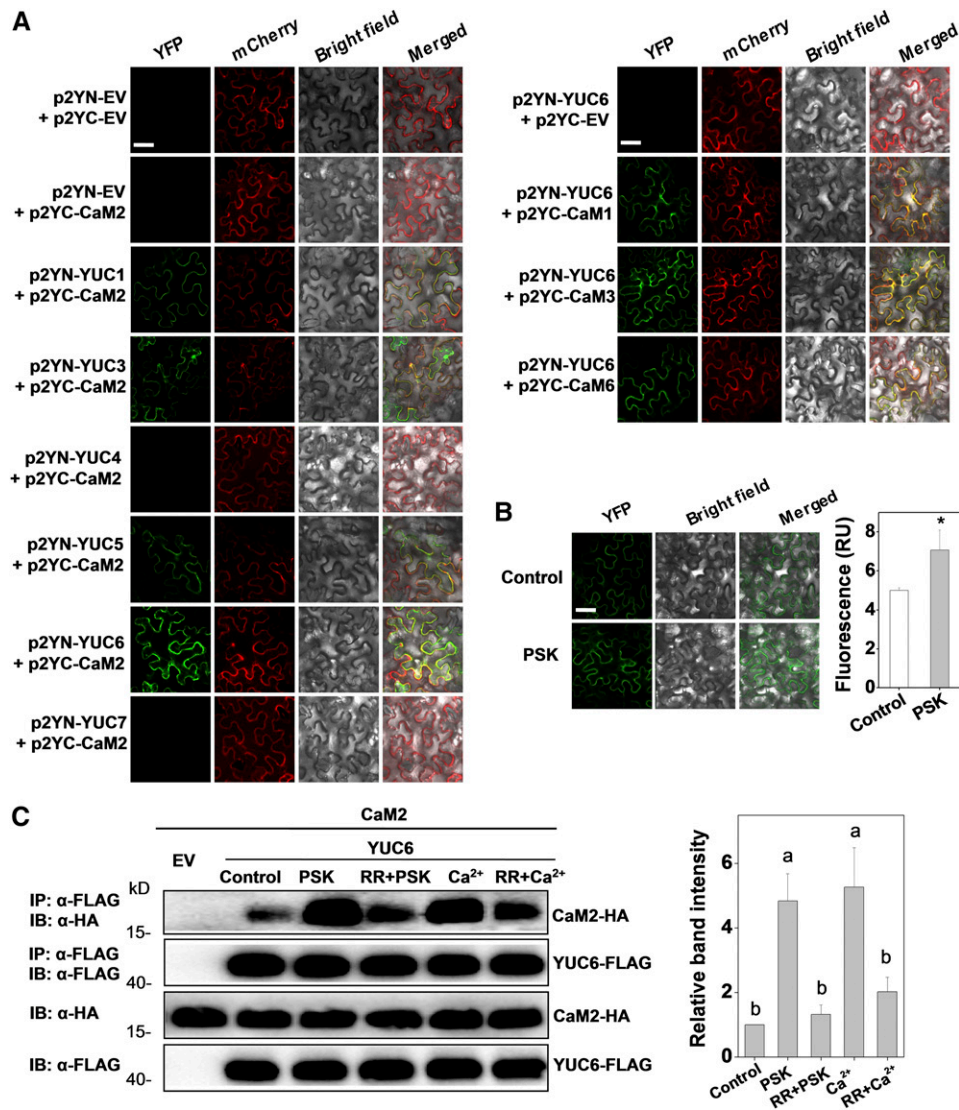 A
YFP mCherry Bright field Merged
p2YN-EV
+ p2YC-EV
p2YN-EV
+ p2YC-CaM2
p2YN-YUC1
+ p2YC-CaM2
p2YN-YUC3
+ p2YC-CaM2
p2YN-YUC4
+ p2YC-CaM2
p2YN-YUC5
+ p2YC-CaM2
p2YN-YUC6
+ p2YC-CaM2
p2YN-YUC7
+ p2YC-CaM2
YFP mCherry Bright field Merged
p2YN-YUC6
+ p2YC-EV
p2YN-YUC6
+ p2YC-CaM1
p2YN-YUC6
+ p2YC-CaM3
p2YN-YUC6
+ p2YC-CaM6
B
YFP Bright field Merged
Control
PSK
Fluorescence (RU)
8
6
4
2
0
*
Control PSK
C
CaM2
EV YUC6
kD Control PSK RR+PSK Ca²⁺ RR+Ca²⁺
IP: α-FLAG
IB: α-HA
15-
CaM2-HA
IP: α-FLAG
IB: α-FLAG
40-
YUC6-FLAG
IB: α-HA
15-
CaM2-HA
IB: α-FLAG
40-
YUC6-FLAG
Relative band intensity
6
4
2
0
b a b a b
Control PSK RR+PSK Ca²⁺ RR+Ca²⁺